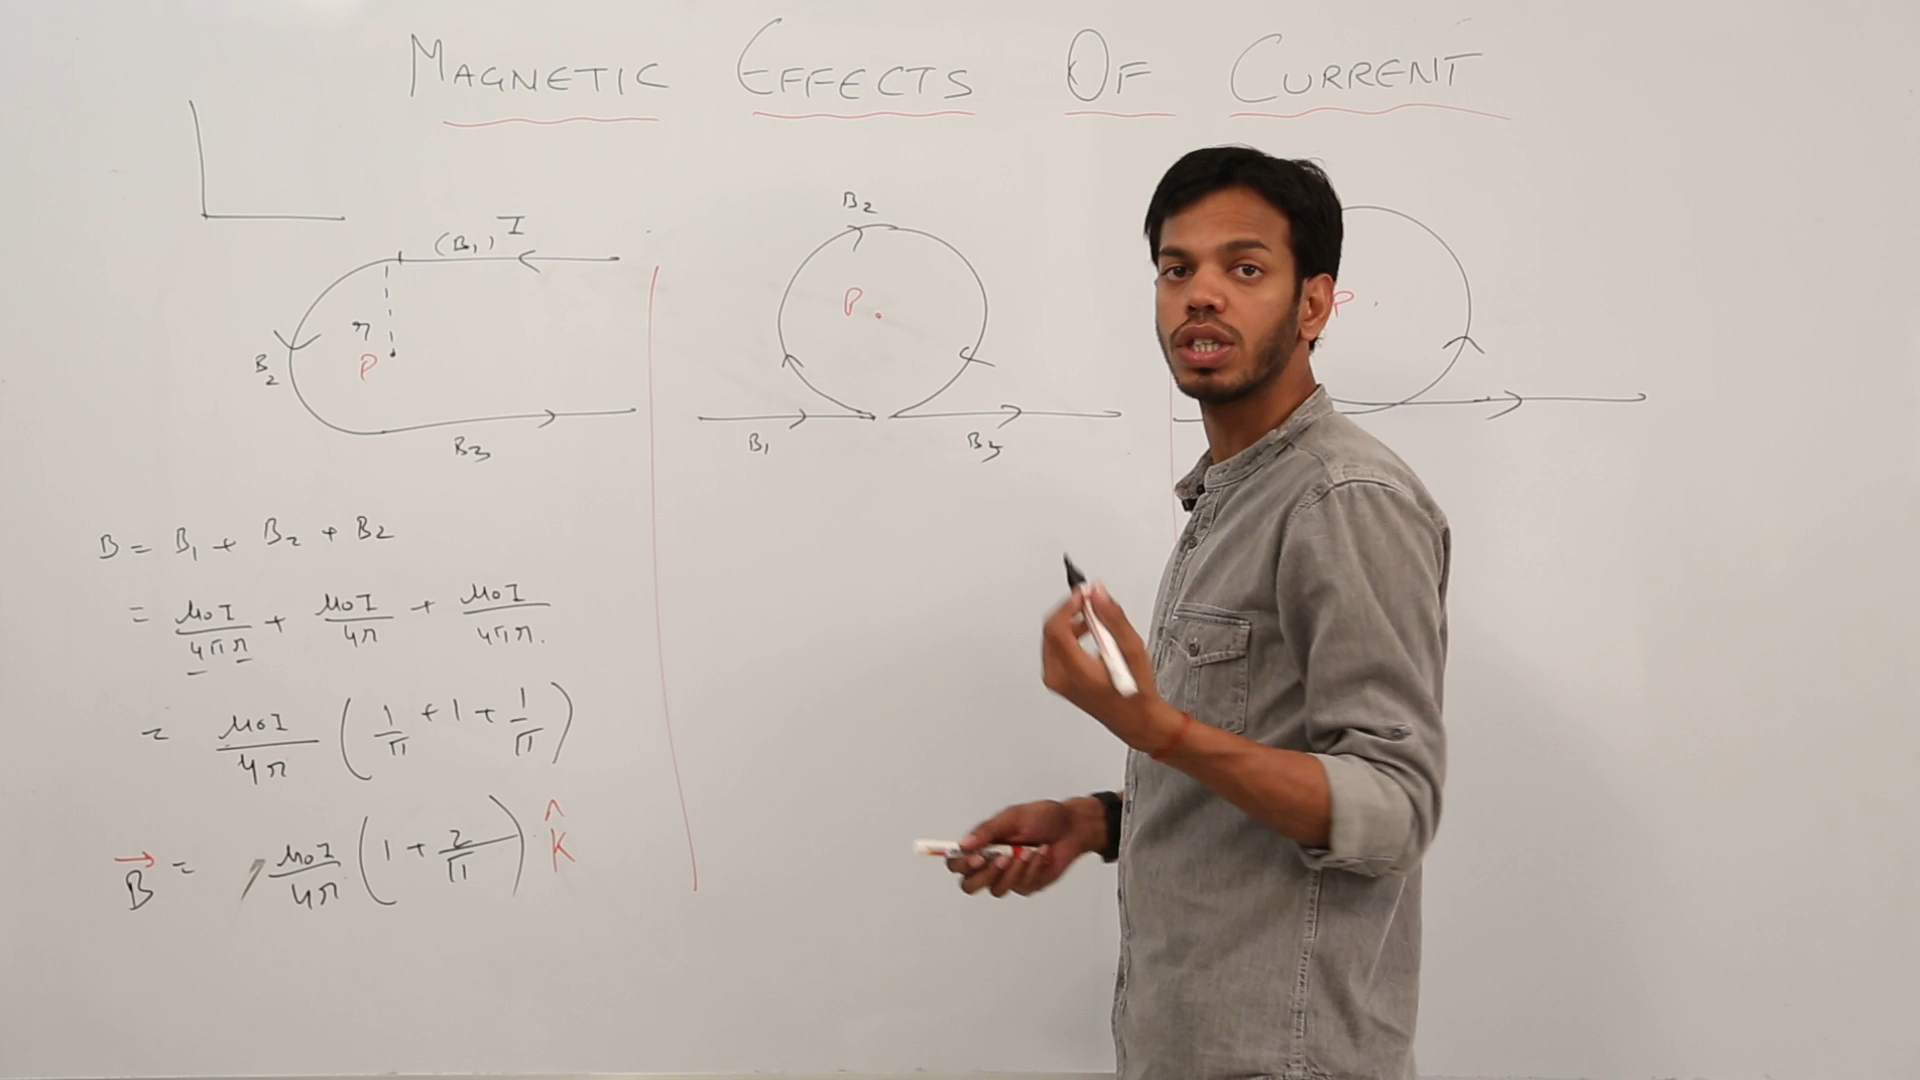 MAGNETIC EFFECTS OF CURRENT
(B₁) I
r
P
B₂
B₃
B₂
P
B₁
B₃
P
B = B₁ + B₂ + B₂
= μ₀I/4πr + μ₀I/4r + μ₀I/4πr.
= μ₀I/4r (1/π + 1 + 1/π)
B⃗ = μ₀I/4r (1 + 2/π) K̂